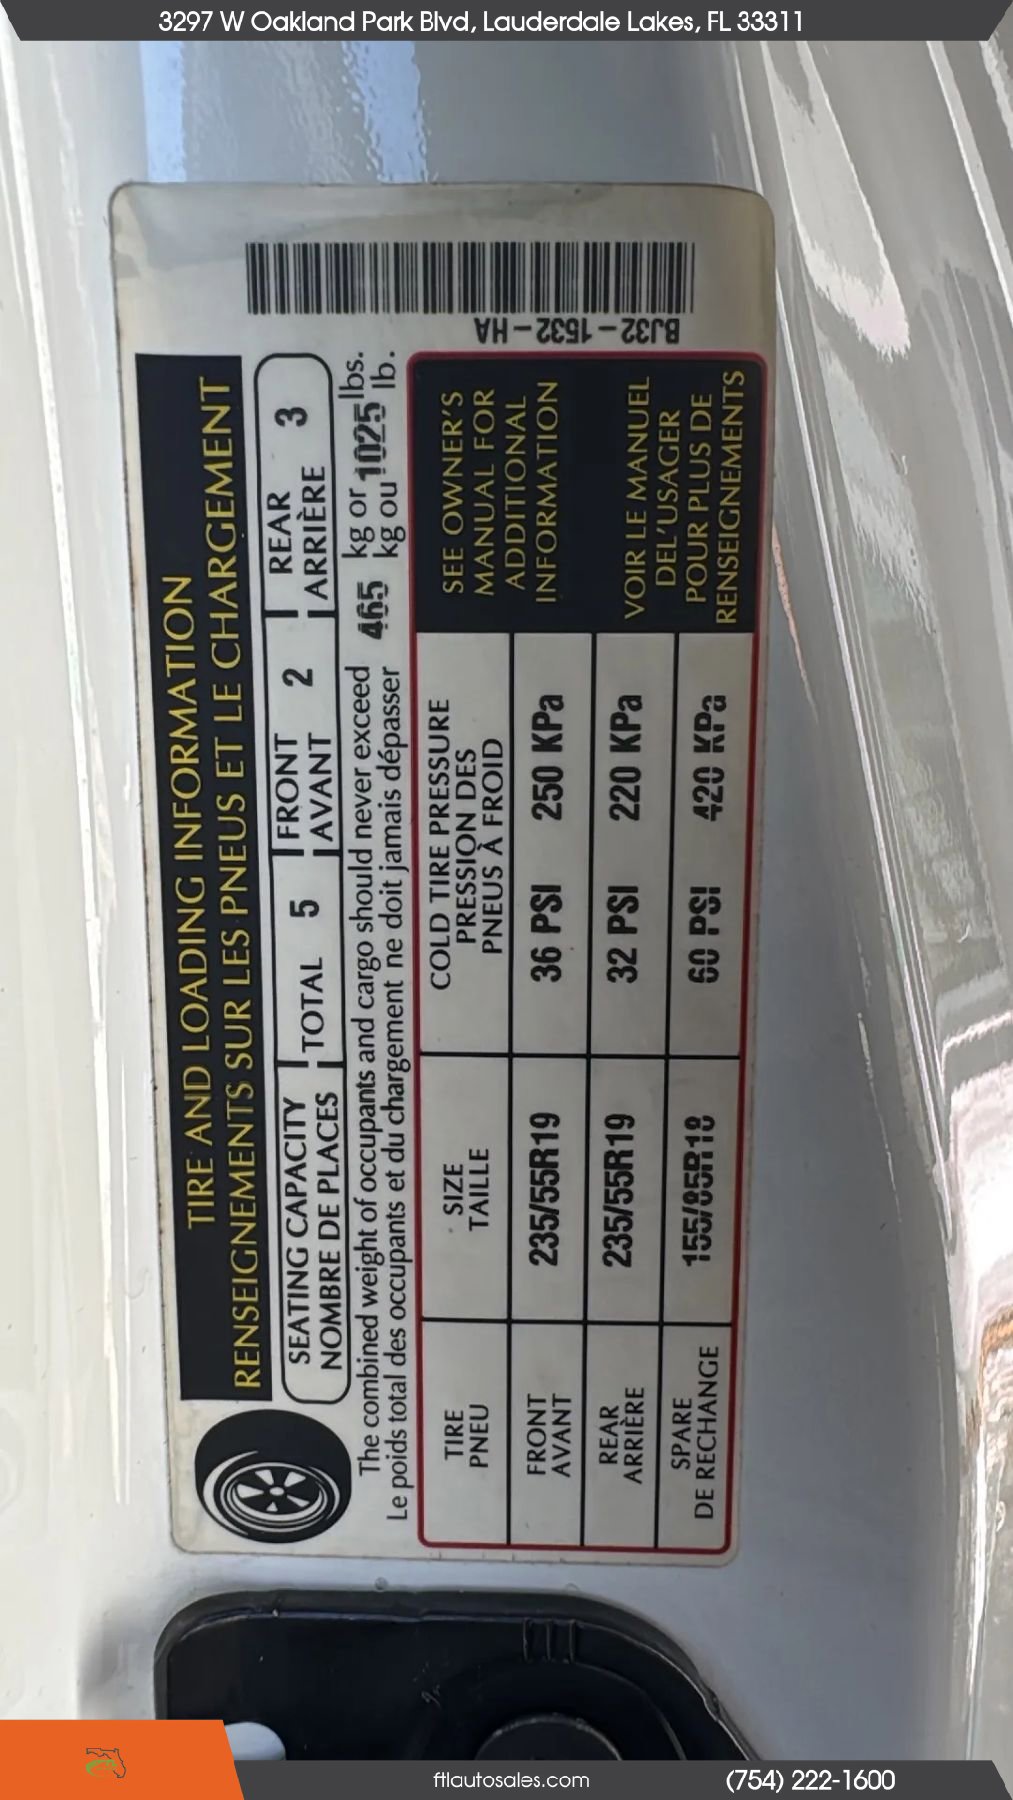 3297 W Oakland Park Blvd, Lauderdale Lakes, FL 33311
TIRE AND LOADING INFORMATION
RENSEIGNEMENTS SUR LES PNEUS ET LE CHARGEMENT
SEATING CAPACITY
NOMBRE DE PLACES
TOTAL 5
FRONT
AVANT 2
REAR
ARRIÈRE 3
The combined weight of occupants and cargo should never exceed 465 kg or 1025 lbs.
Le poids total des occupants et du chargement ne doit jamais dépasser 465 kg ou 1025 lb.
TIRE
PNEU
SIZE
TAILLE
COLD TIRE PRESSURE
PRESSION DES
PNEUS À FROID
SEE OWNER'S
MANUAL FOR
ADDITIONAL
INFORMATION
VOIR LE MANUEL
DEL'USAGER
POUR PLUS DE
RENSEIGNEMENTS
FRONT
AVANT
235/55R19
36 PSI 250 KPa
REAR
ARRIÈRE
235/55R19
32 PSI 220 KPa
SPARE
DE RECHANGE
155/85R18
60 PSI 420 KPa
BJ32-1532-HA
ftlautosales.com
(754) 222-1600